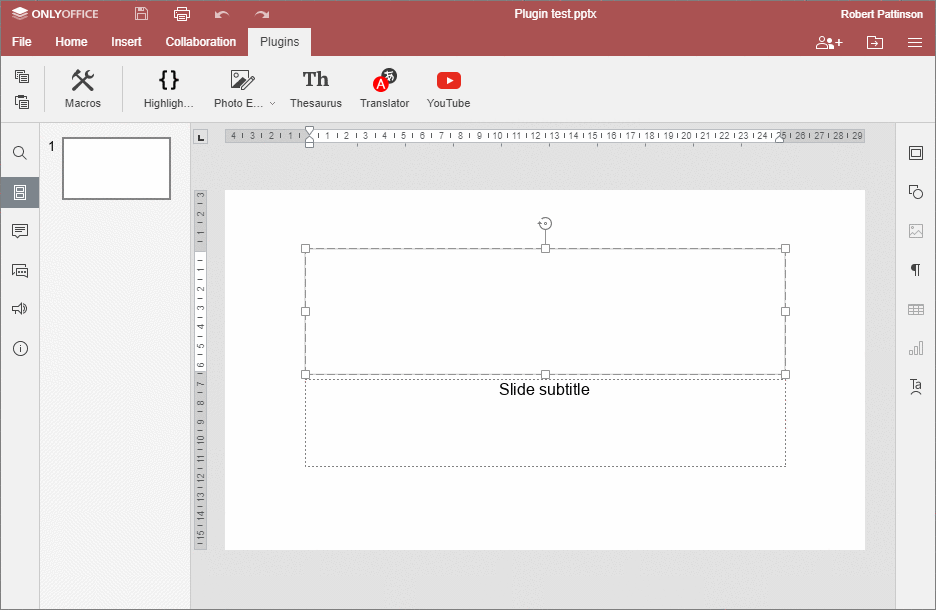 ONLYOFFICE Plugin test.pptx Robert Pattinson
File Home Insert Collaboration Plugins
Th
Macros Highligh... Photo E... Thesaurus Translator YouTube
4 3 2 1 1 2 3 4 5 6 7 8 9 10 11 12 13 14 15 16 17 18 19 20 21 22 23 24 25 26 27 28 29
1
3 2 1 1 2 3 4 5 6 7 8 9 10 11 12 13 14 15
Slide subtitle
Ta